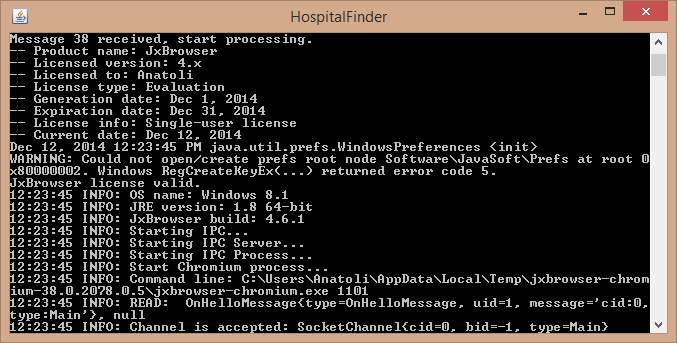 HospitalFinder
Message 38 received, start processing.
-- Product name: JxBrowser
-- Licensed version: 4.x
-- Licensed to: Anatoli
-- License type: Evaluation
-- Generation date: Dec 1, 2014
-- Expiration date: Dec 31, 2014
-- License info: Single-user license
-- Current date: Dec 12, 2014
Dec 12, 2014 12:23:45 PM java.util.prefs.WindowsPreferences <init>
WARNING: Could not open/create prefs root node Software\JavaSoft\Prefs at root 0
x80000002. Windows RegCreateKeyEx(...) returned error code 5.
JxBrowser license valid.
12:23:45 INFO: OS name: Windows 8.1
12:23:45 INFO: JRE version: 1.8 64-bit
12:23:45 INFO: JxBrowser build: 4.6.1
12:23:45 INFO: Starting IPC...
12:23:45 INFO: Starting IPC Server...
12:23:45 INFO: Starting IPC Process...
12:23:45 INFO: Start Chromium process...
12:23:45 INFO: Command line: C:\Users\Anatoli\AppData\Local\Temp\jxbrowser-chrom
ium-38.0.2078.0.5\jxbrowser-chromium.exe 1101
12:23:45 INFO: READ:  OnHelloMessage{type=OnHelloMessage, uid=1, message='cid:0,
type:Main'}, null
12:23:45 INFO: Channel is accepted: SocketChannel{cid=0, bid=-1, type=Main}